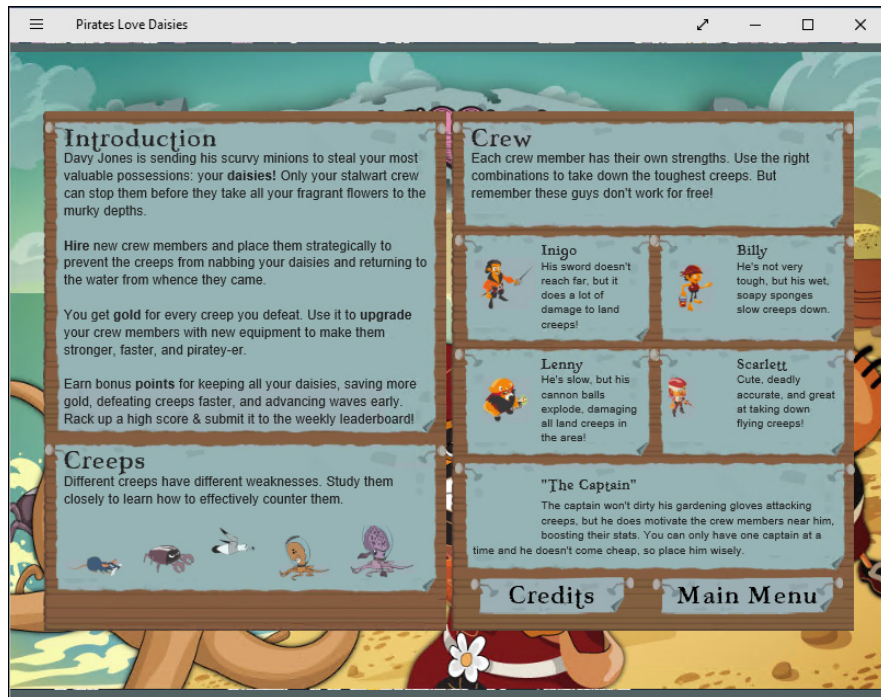 Pirates Love Daisies
Introduction
Davy Jones is sending his scurvy minions to steal your most
valuable possessions: your daisies! Only your stalwart crew
can stop them before they take all your fragrant flowers to the
murky depths.
Hire new crew members and place them strategically to
prevent the creeps from nabbing your daisies and returning to
the water from whence they came.
You get gold for every creep you defeat. Use it to upgrade
your crew members with new equipment to make them
stronger, faster, and piratey-er.
Earn bonus points for keeping all your daisies, saving more
gold, defeating creeps faster, and advancing waves early.
Rack up a high score & submit it to the weekly leaderboard!
Creeps
Different creeps have different weaknesses. Study them
closely to learn how to effectively counter them.
Crew
Each crew member has their own strengths. Use the right
combinations to take down the toughest creeps. But
remember these guys don't work for free!
Inigo
His sword doesn't
reach far, but it
does a lot of
damage to land
creeps!
Billy
He's not very
tough, but his wet,
soapy sponges
slow creeps down.
Lenny
He's slow, but his
cannon balls
explode, damaging
all land creeps in
the area!
Scarlett
Cute, deadly
accurate, and great
at taking down
flying creeps!
"The Captain"
The captain won't dirty his gardening gloves attacking
creeps, but he does motivate the crew members near him,
boosting their stats. You can only have one captain at a
time and he doesn't come cheap, so place him wisely.
Credits
Main Menu